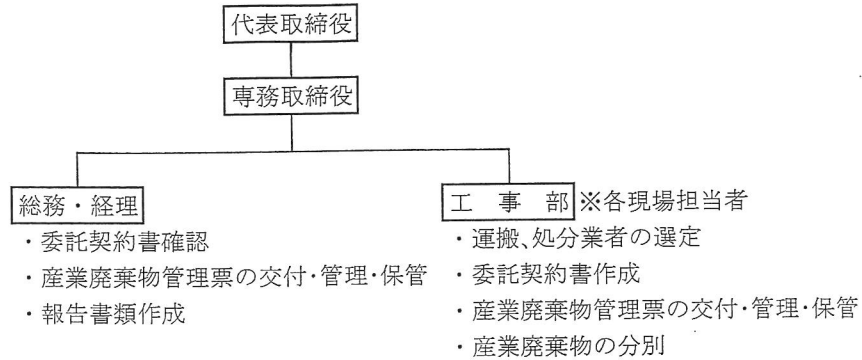 代表取締役
専務取締役
総務・経理
・委託契約書確認
・産業廃棄物管理票の交付・管理・保管
・報告書類作成
工事部※各現場担当者
・運搬、処分業者の選定
・委託契約書作成
・産業廃棄物管理票の交付・管理・保管
・産業廃棄物の分別